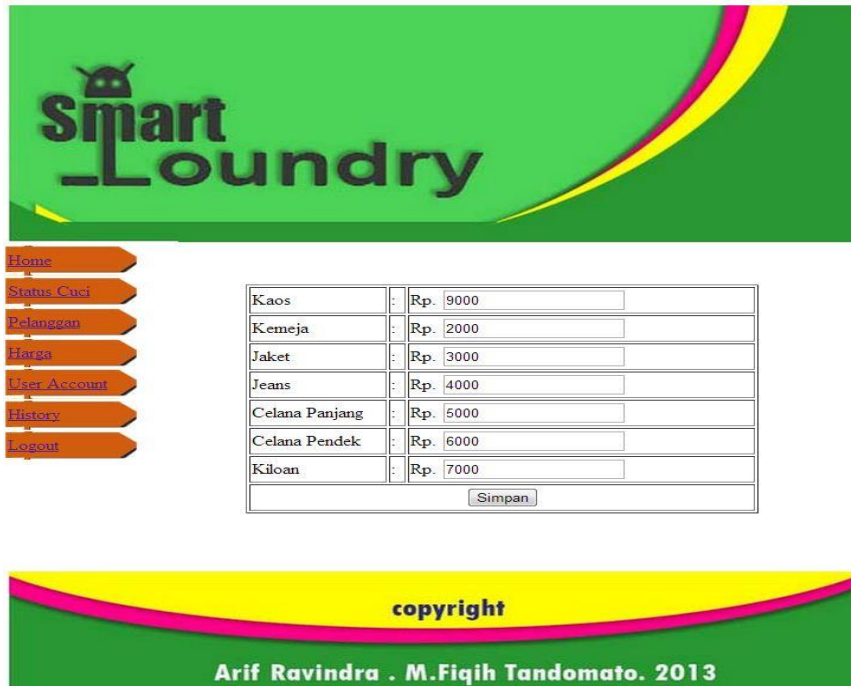 Smart
Loundry
Home
Status Cuci
Pelanggan
Harga
User Account
History
Logout
Kaos : Rp. 9000
Kemeja : Rp. 2000
Jaket : Rp. 3000
Jeans : Rp. 4000
Celana Panjang : Rp. 5000
Celana Pendek : Rp. 6000
Kiloan : Rp. 7000
Simpan
copyright
Arif Ravindra . M.Fiqih Tandomato. 2013